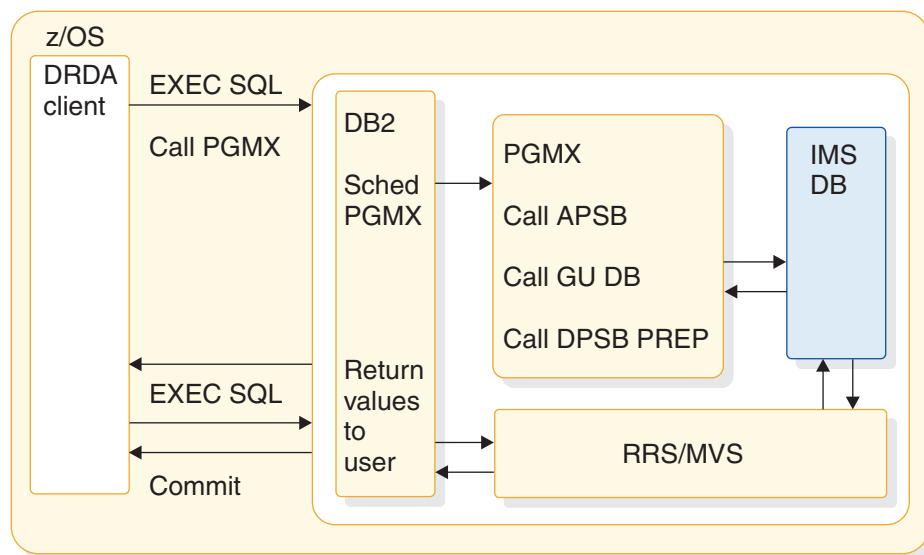 z/OS
DRDA
client
EXEC SQL
Call PGMX
EXEC SQL
Commit
DB2
Sched
PGMX
Return
values
to
user
PGMX
Call APSB
Call GU DB
Call DPSB PREP
IMS
DB
RRS/MVS